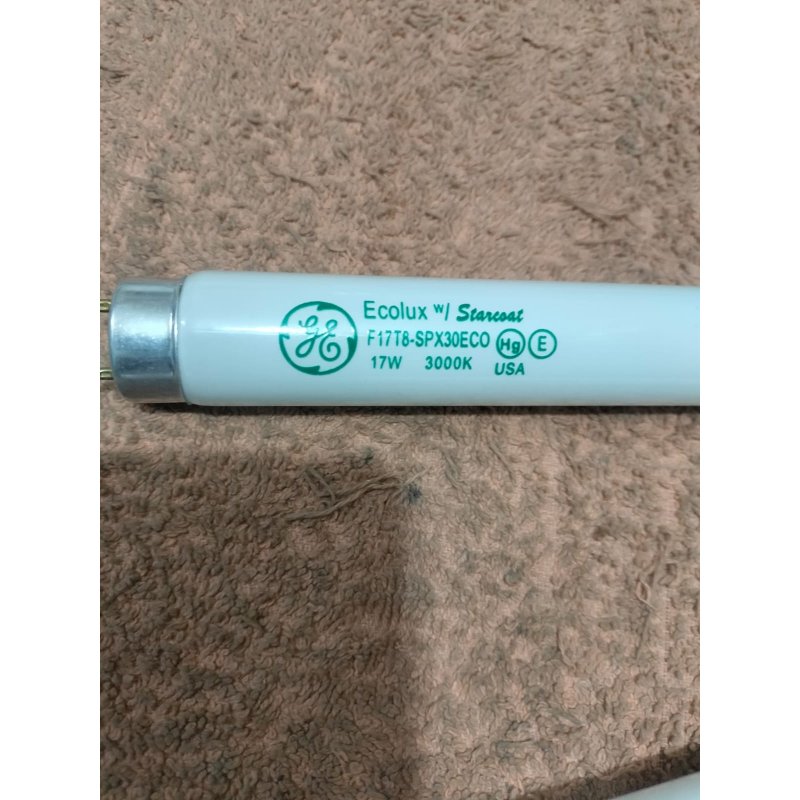 GE
Ecolux w/ Starcoat
F17T8-SPX30ECO Hg E
17W 3000K USA